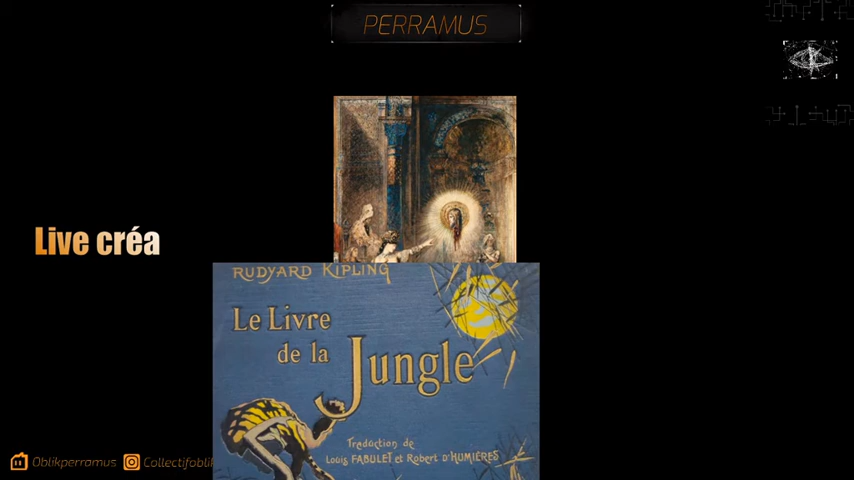 PERRAMUS
Live créa
RUDYARD KIPLING
Le Livre
de la
Jungle
Traduction de
Louis FABULET et Robert D'HUMIÈRES
Oblikperramus Collectifoblik